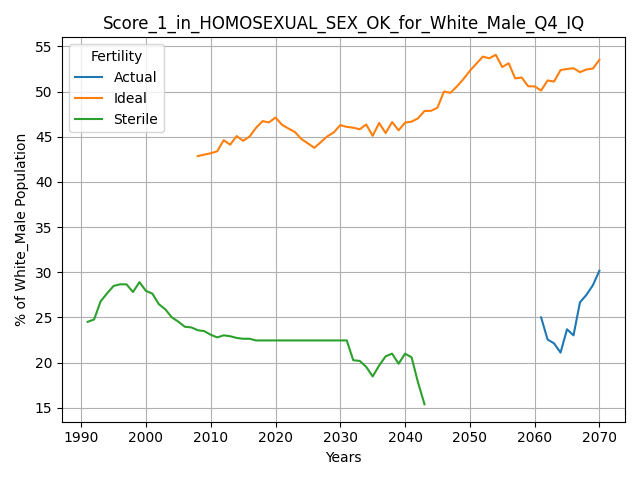 Score_1_in_HOMOSEXUAL_SEX_OK_for_White_Male_Q4_IQ
% of White_Male Population
55
50
45
40
35
30
25
20
15
Fertility
Actual
Ideal
Sterile
1990 2000 2010 2020 2030 2040 2050 2060 2070
Years